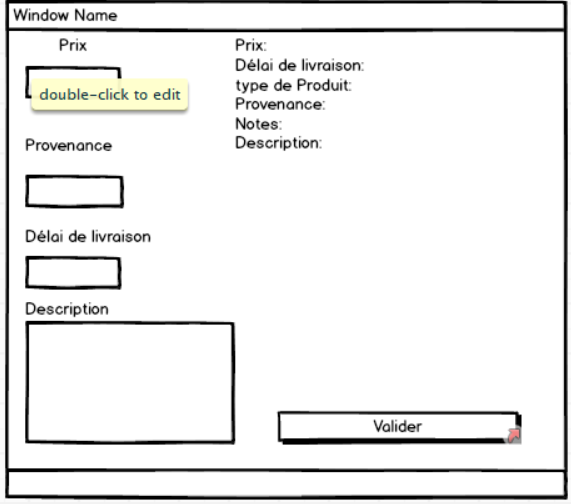 Window Name
Prix
double-click to edit
Provenance
Délai de livraison
Description
Prix:
Délai de livraison:
type de Produit:
Provenance:
Notes:
Description:
Valider